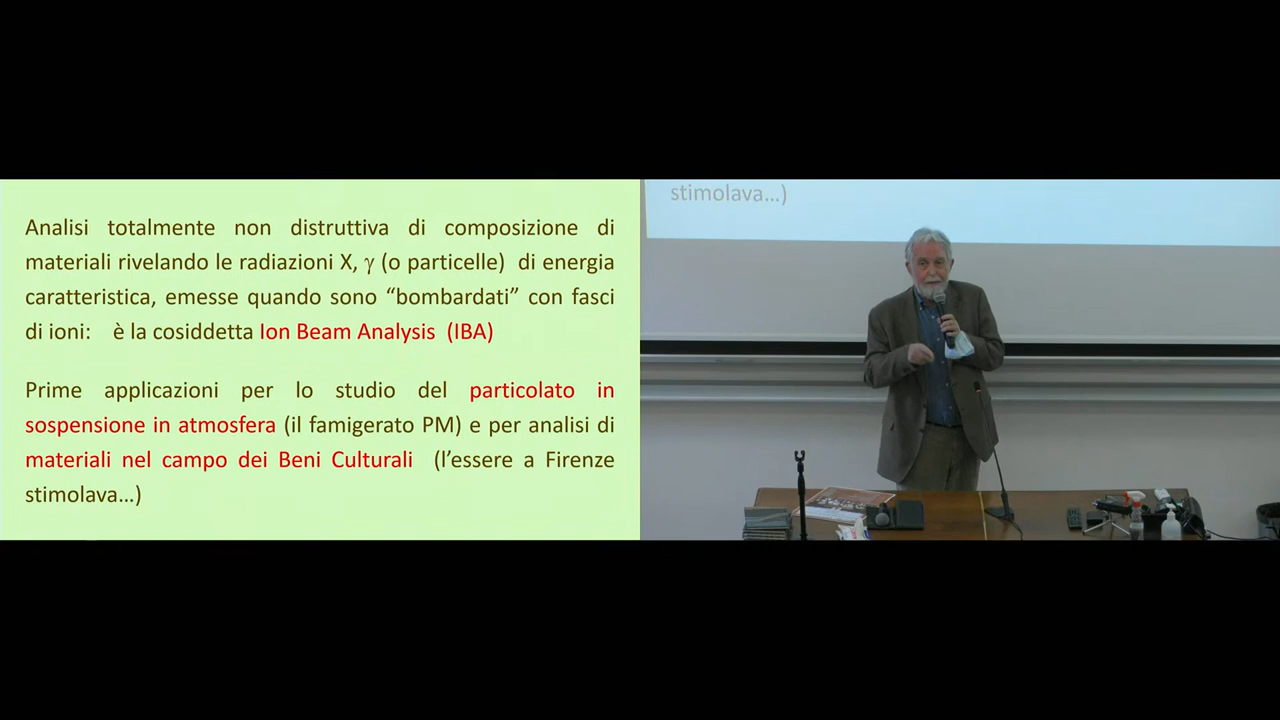 Analisi totalmente non distruttiva di composizione di
materiali rivelando le radiazioni X, γ (o particelle) di energia
caratteristica, emesse quando sono “bombardati” con fasci
di ioni: è la cosiddetta Ion Beam Analysis (IBA)
Prime applicazioni per lo studio del particolato in
sospensione in atmosfera (il famigerato PM) e per analisi di
materiali nel campo dei Beni Culturali (l’essere a Firenze
stimolava…)
stimolava…)